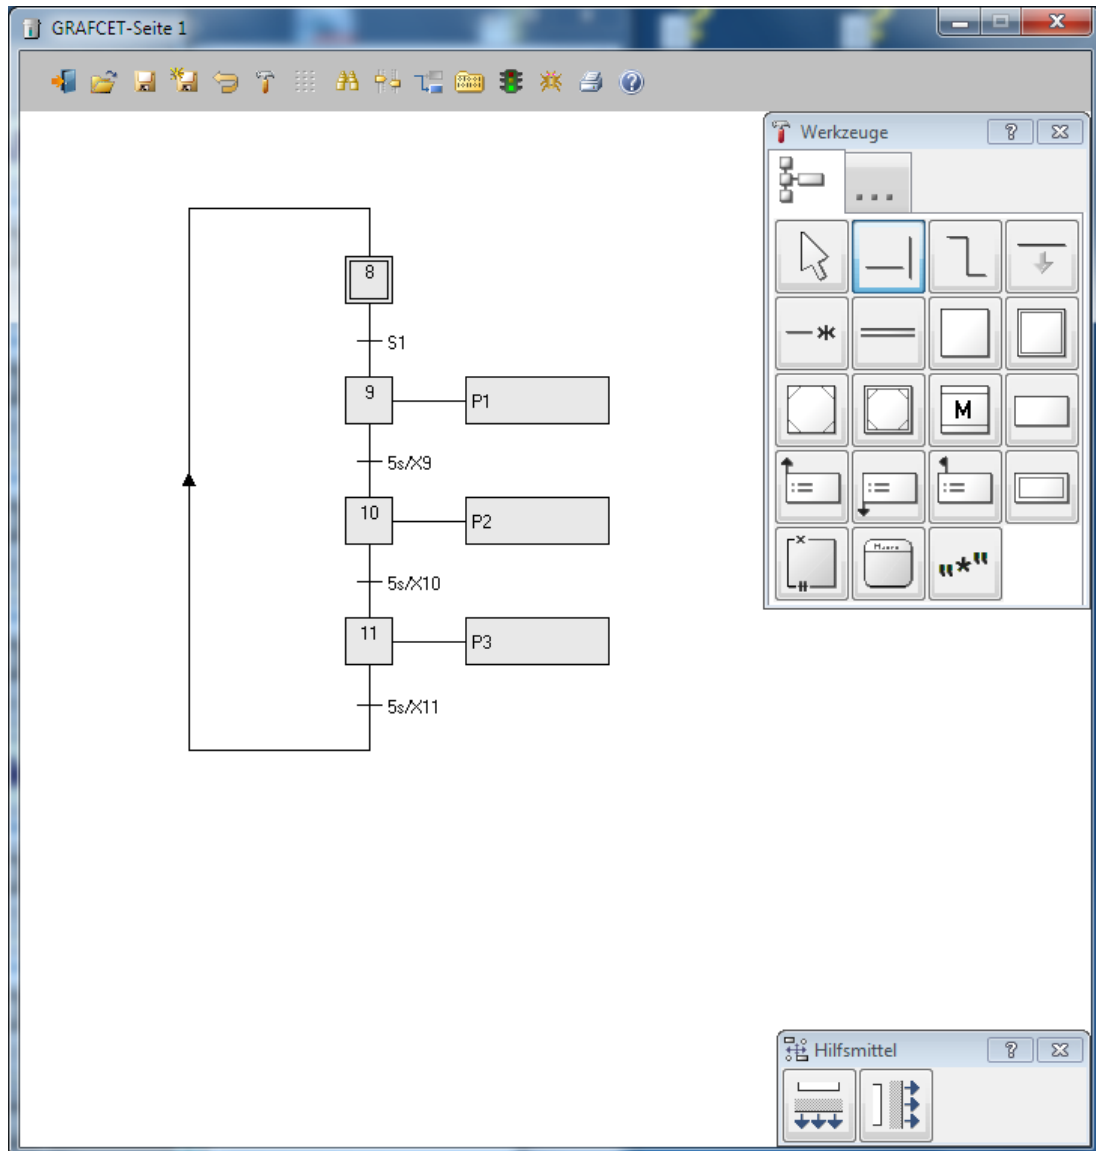 GRAFCET-Seite 1
Werkzeuge
8
S1
9
P1
5s/X9
10
P2
5s/X10
11
P3
5s/X11
M
:=
:=
:=
Macro
"*"
Hilfsmittel